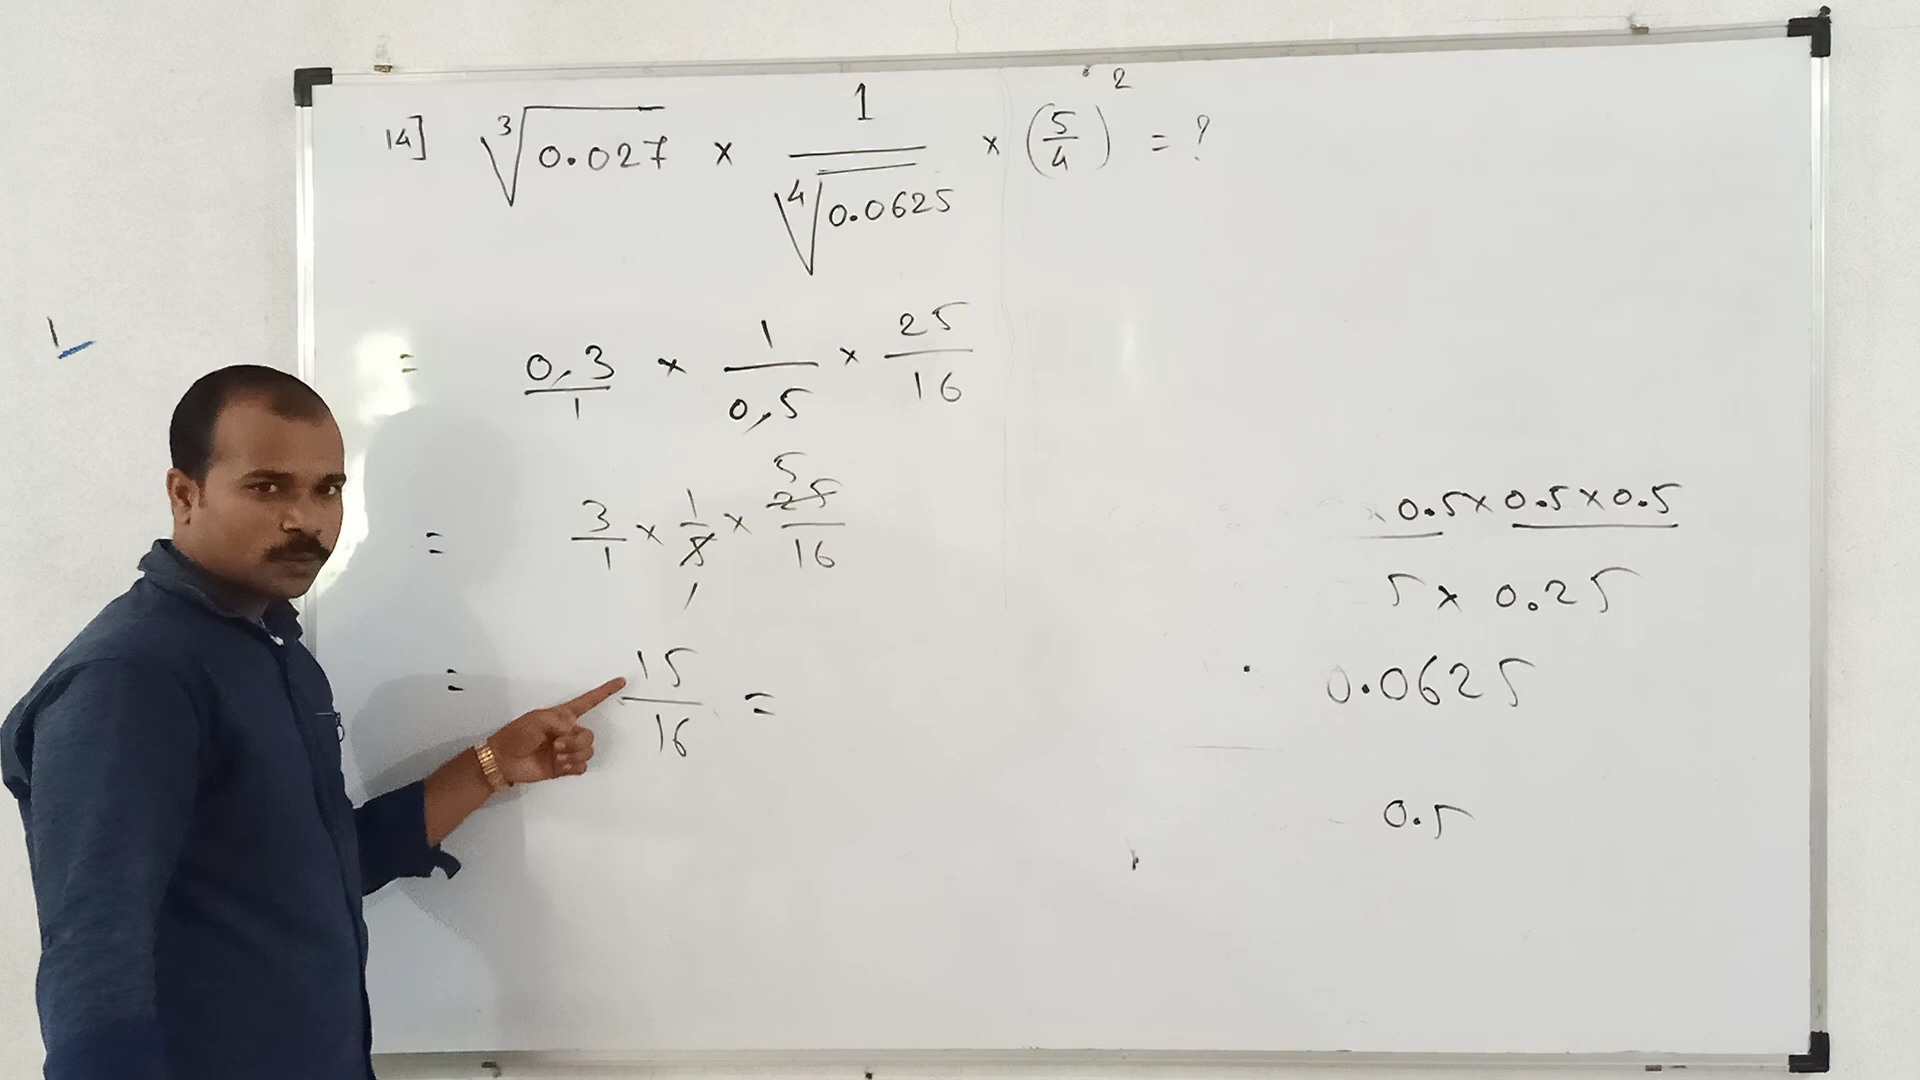 14] ∛0.027 × 1/∜0.0625 × (5/4)² = ?
= 0.3/1 × 1/0.5 × 25/16
= 3/1 × 1/5 1 × 5 25/16
= 15/16 =
× 0.5 × 0.5 × 0.5
5 × 0.25
0.0625
0.5